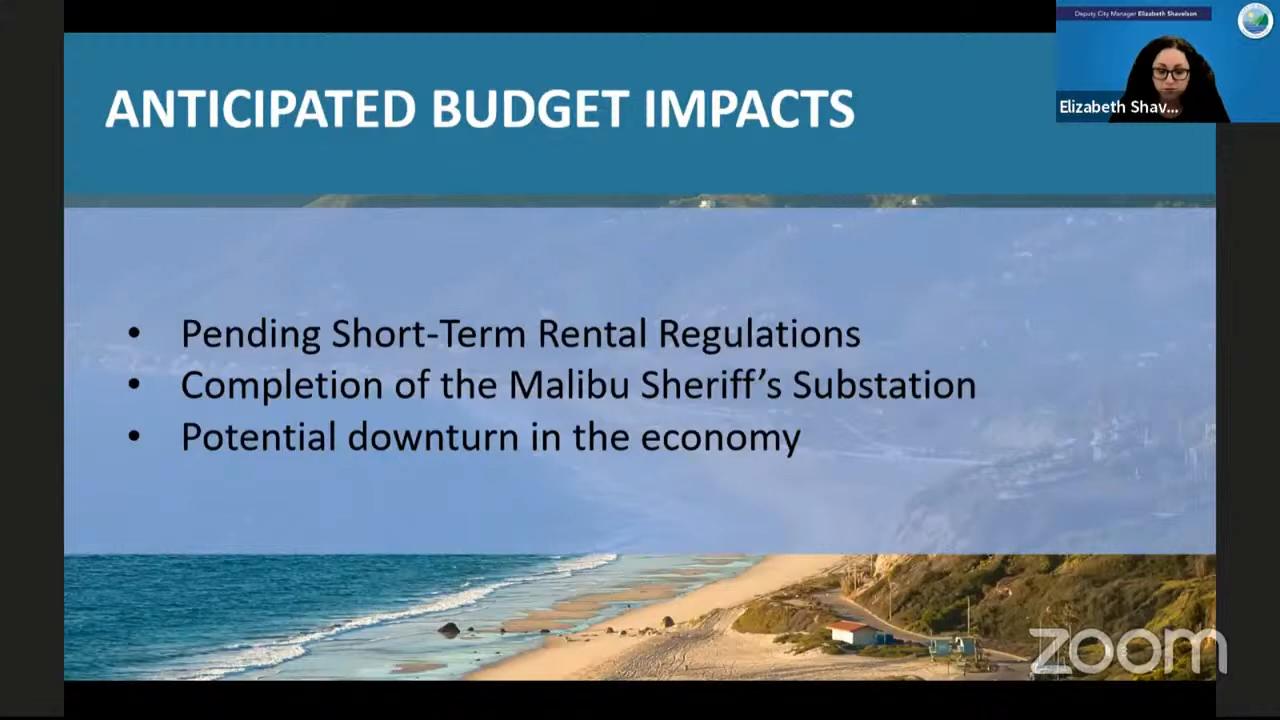 Deputy City Manager Elizabeth Shavelson
Elizabeth Shav...
ANTICIPATED BUDGET IMPACTS
• Pending Short-Term Rental Regulations
• Completion of the Malibu Sheriff’s Substation
• Potential downturn in the economy
zoom